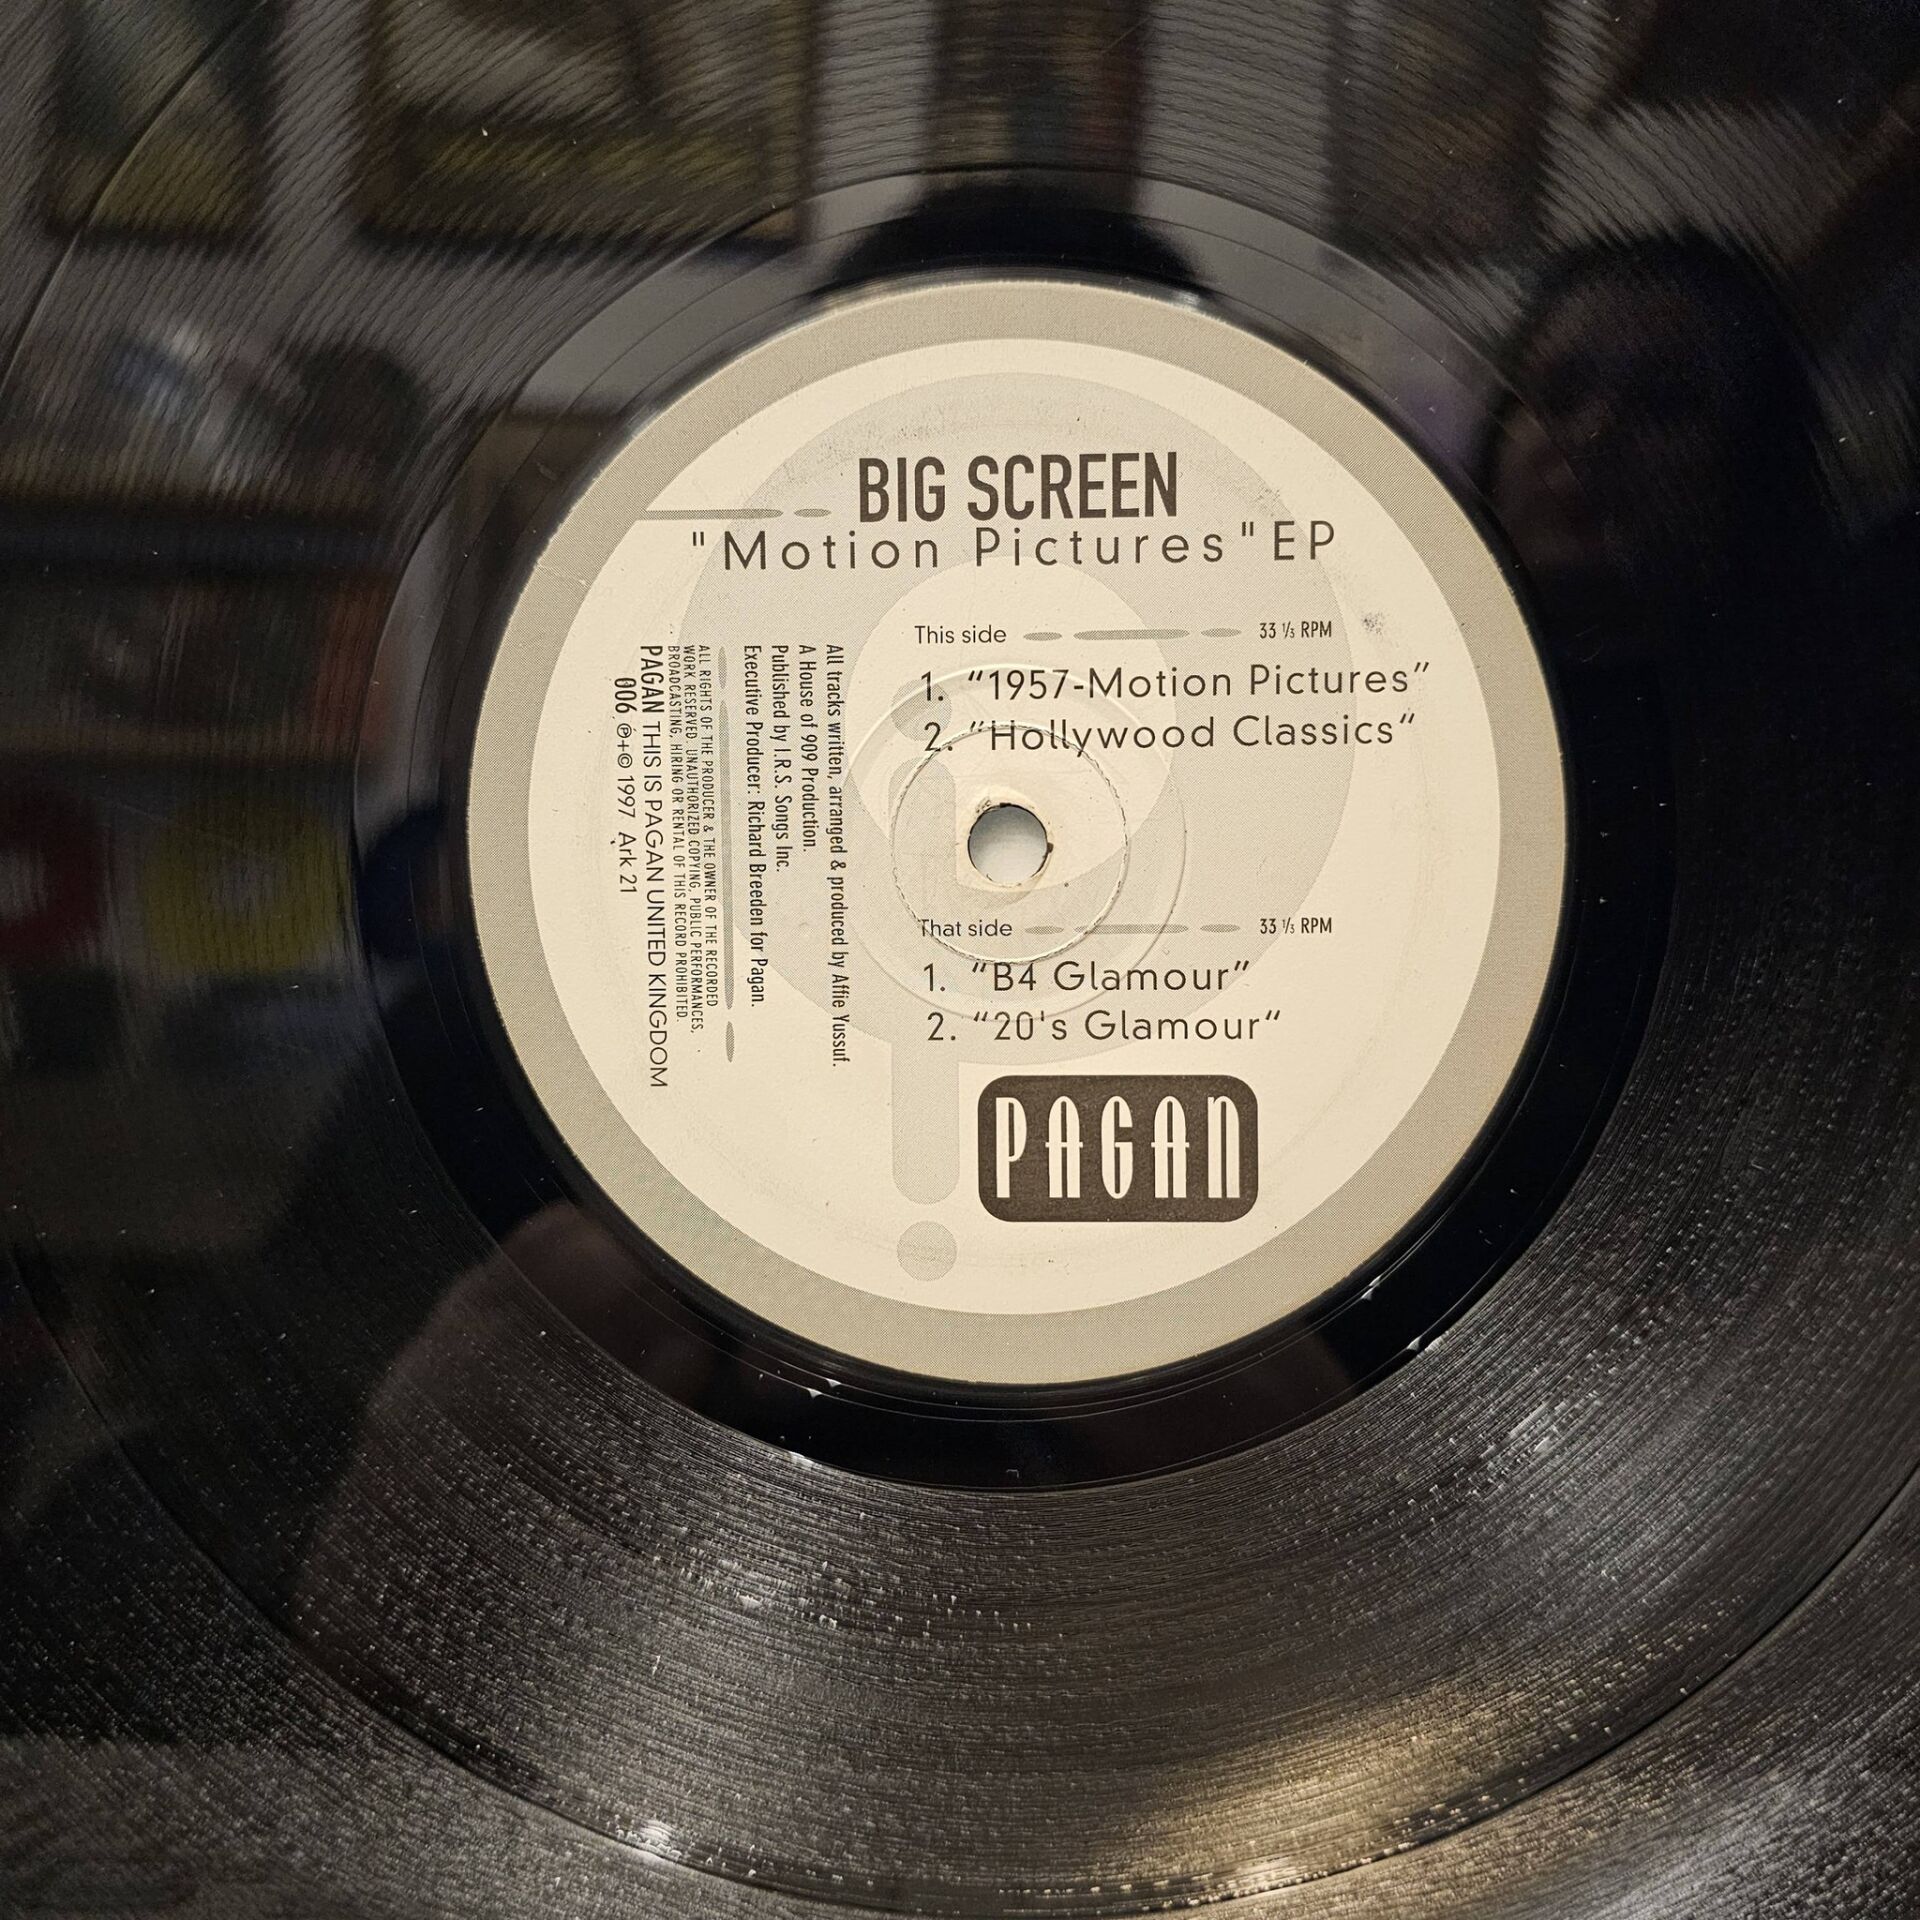 BIG SCREEN
"Motion Pictures" EP
This side
33 ⅓ RPM
1. "1957-Motion Pictures"
2. "Hollywood Classics"
That side
33 ⅓ RPM
1. "B4 Glamour"
2. "20's Glamour"
PAGAN
All tracks written, arranged & produced by Affie Yussuf.
A House of 909 Production.
Published by I.R.S. Songs Inc.
Executive Producer: Richard Breeden for Pagan.
ALL RIGHTS OF THE PRODUCER & THE OWNER OF THE RECORDED
WORK RESERVED. UNAUTHORIZED COPYING, PUBLIC PERFORMANCES,
BROADCASTING, HIRING OR RENTAL OF THIS RECORD PROHIBITED.
PAGAN THIS IS PAGAN UNITED KINGDOM
006 ℗+© 1997 Ark 21